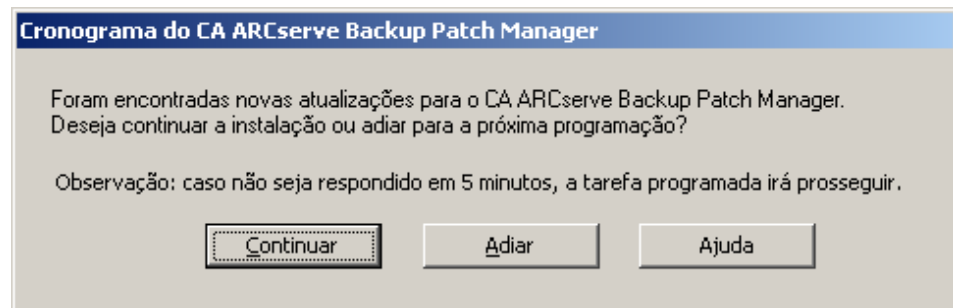 Cronograma do CA ARCserve Backup Patch Manager
Foram encontradas novas atualizações para o CA ARCserve Backup Patch Manager.
Deseja continuar a instalação ou adiar para a próxima programação?
Observação: caso não seja respondido em 5 minutos, a tarefa programada irá prosseguir.
Continuar Adiar Ajuda